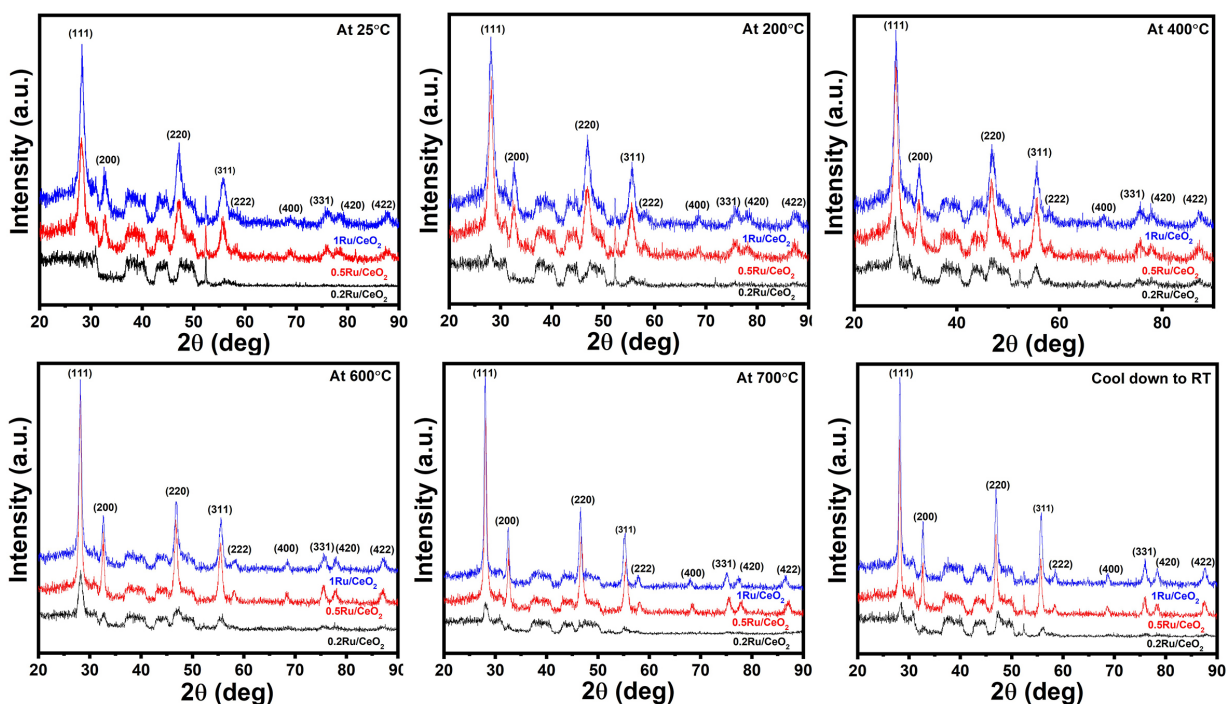 At 25°C
(111)
(200)
(220)
(311)
(222)
(400)
(331)
(420)
(422)
1Ru/CeO₂
0.5Ru/CeO₂
0.2Ru/CeO₂
Intensity (a.u.)
20 30 40 50 60 70 80 90
2θ (deg)
At 200°C
(111)
(200)
(220)
(311)
(222)
(400)
(331)
(420)
(422)
1Ru/CeO₂
0.5Ru/CeO₂
0.2Ru/CeO₂
Intensity (a.u.)
20 30 40 50 60 70 80 90
2θ (deg)
At 400°C
(111)
(200)
(220)
(311)
(222)
(400)
(331)
(420)
(422)
1Ru/CeO₂
0.5Ru/CeO₂
0.2Ru/CeO₂
Intensity (a.u.)
20 40 60 80
2θ (deg)
At 600°C
(111)
(200)
(220)
(311)
(222)
(400)
(331)
(420)
(422)
1Ru/CeO₂
0.5Ru/CeO
0.2Ru/CeO₂
Intensity (a.u.)
20 30 40 50 60 70 80 90
2θ (deg)
At 700°C
(111)
(200)
(220)
(311)
(222)
(400)
(331)
(420)
(422)
1Ru/CeO₂
0.5Ru/CeO₂
0.2Ru/CeO₂
Intensity (a.u.)
20 30 40 50 60 70 80 90
2θ (deg)
Cool down to RT
(111)
(200)
(220)
(311)
(222)
(400)
(331)
(420)
(422)
1Ru/CeO₂
0.5Ru/CeO₂
0.2Ru/CeO₂
Intensity (a.u.)
20 30 40 50 60 70 80 90
2θ (deg)